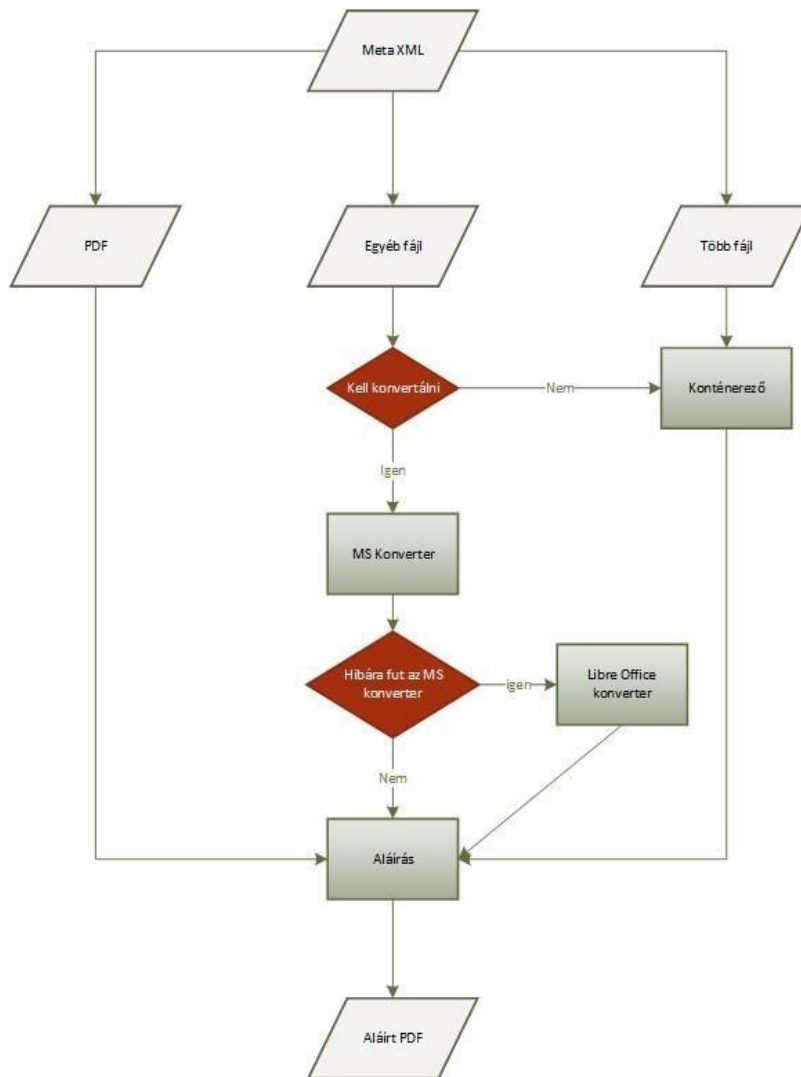 Meta XML
PDF
Egyéb fájl
Több fájl
Kell konvertálni
Nem
Konténerező
Igen
MS Konverter
Hibára fut az MS
konverter
igen
Libre Office
konverter
Nem
Aláírás
Aláírt PDF